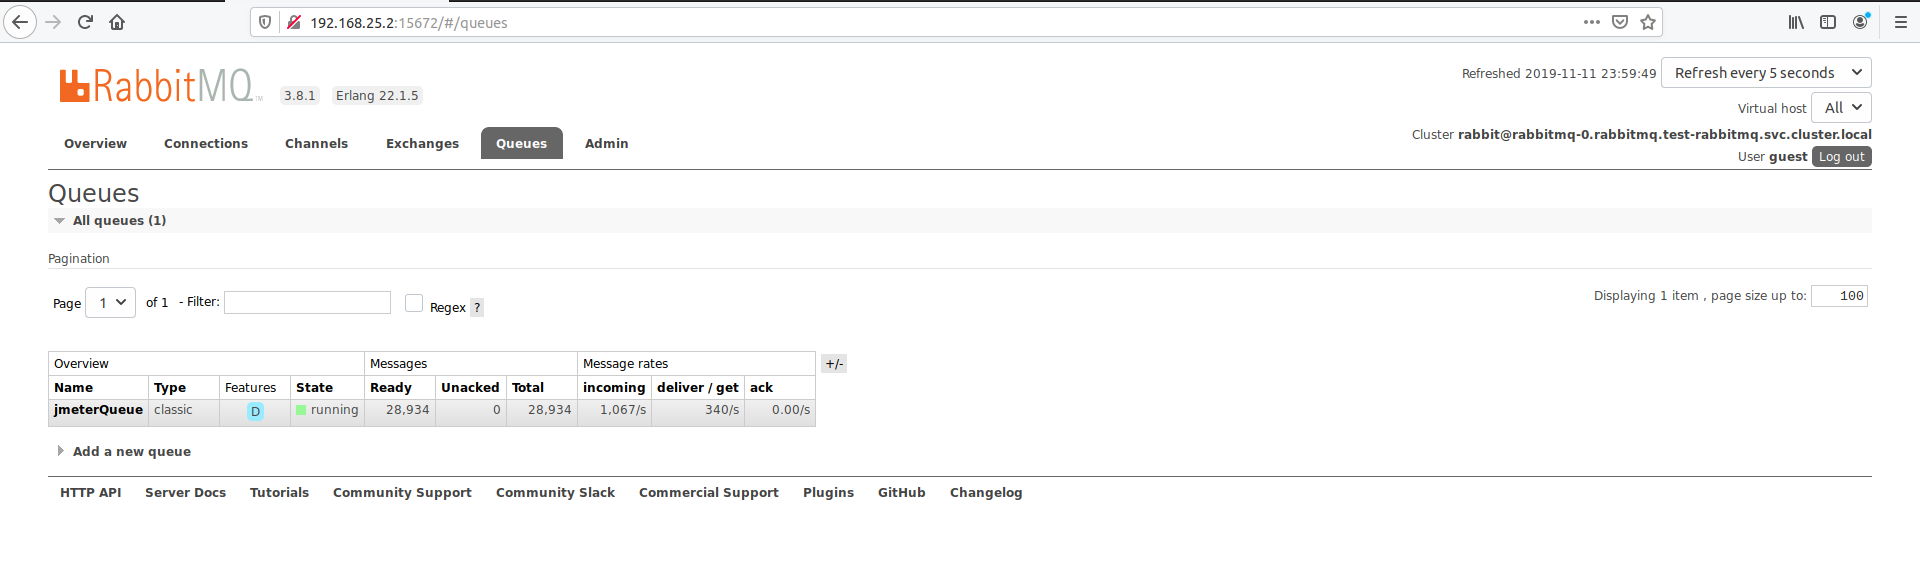 192.168.25.2:15672/#/queues
RabbitMQ™ 3.8.1 Erlang 22.1.5
Refreshed 2019-11-11 23:59:49 Refresh every 5 seconds
Virtual host All
Cluster rabbit@rabbitmq-0.rabbitmq.test-rabbitmq.svc.cluster.local
User guest Log out
Overview Connections Channels Exchanges Queues Admin
Queues
All queues (1)
Pagination
Page 1 of 1 - Filter: Regex ?
Displaying 1 item , page size up to: 100
Overview Messages Message rates +/-
Name Type Features State Ready Unacked Total incoming deliver / get ack
jmeterQueue classic D running 28,934 0 28,934 1,067/s 340/s 0.00/s
Add a new queue
HTTP API Server Docs Tutorials Community Support Community Slack Commercial Support Plugins GitHub Changelog